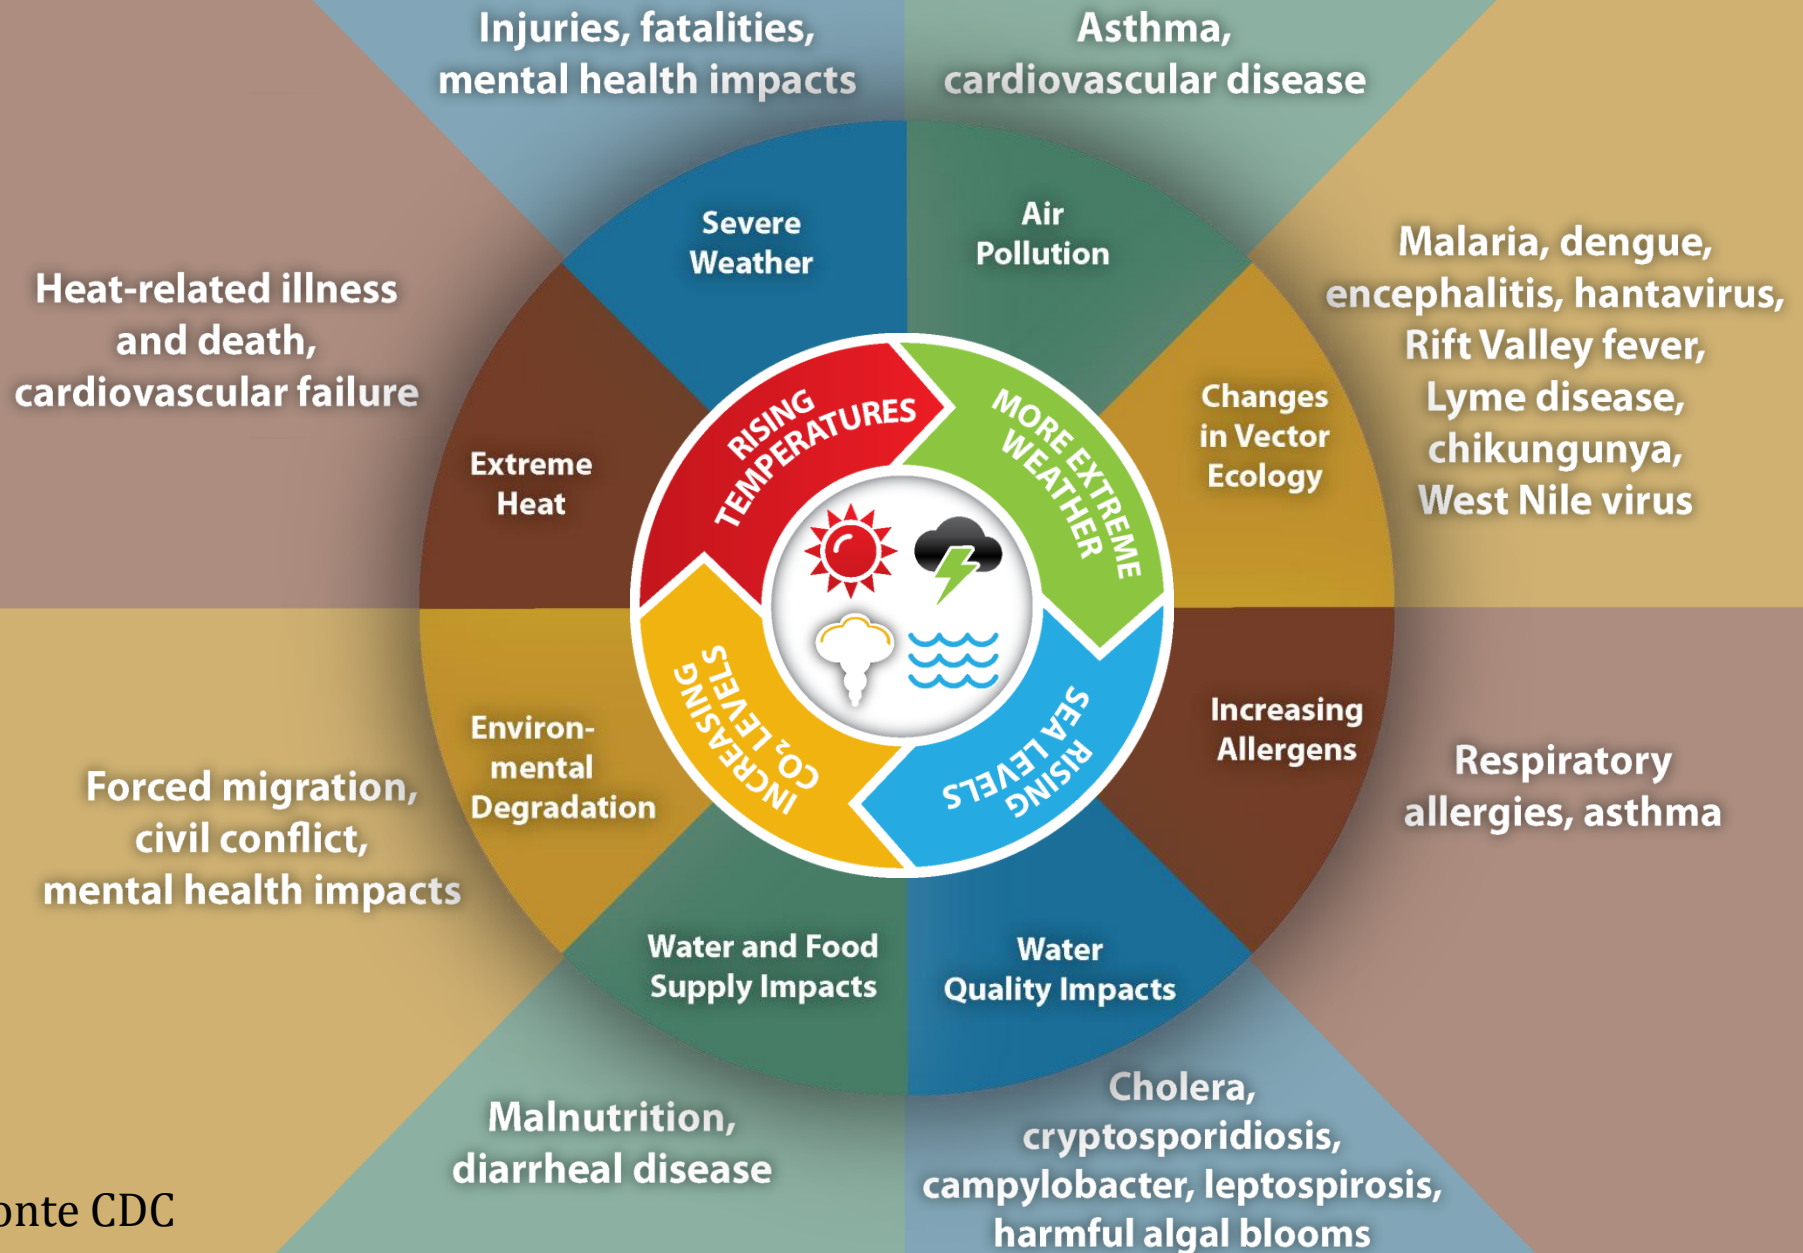 Injuries, fatalities,
mental health impacts
Asthma,
cardiovascular disease
Severe
Weather
Air
Pollution
Heat-related illness
and death,
cardiovascular failure
Extreme
Heat
Changes
in Vector
Ecology
Malaria, dengue,
encephalitis, hantavirus,
Rift Valley fever,
Lyme disease,
chikungunya,
West Nile virus
RISING
TEMPERATURES
MORE EXTREME
WEATHER
RISING
SEA LEVELS
INCREASING
CO₂ LEVELS
Environ-
mental
Degradation
Forced migration,
civil conflict,
mental health impacts
Increasing
Allergens
Respiratory
allergies, asthma
Water and Food
Supply Impacts
Water
Quality Impacts
Malnutrition,
diarrheal disease
Cholera,
cryptosporidiosis,
campylobacter, leptospirosis,
harmful algal blooms
onte CDC